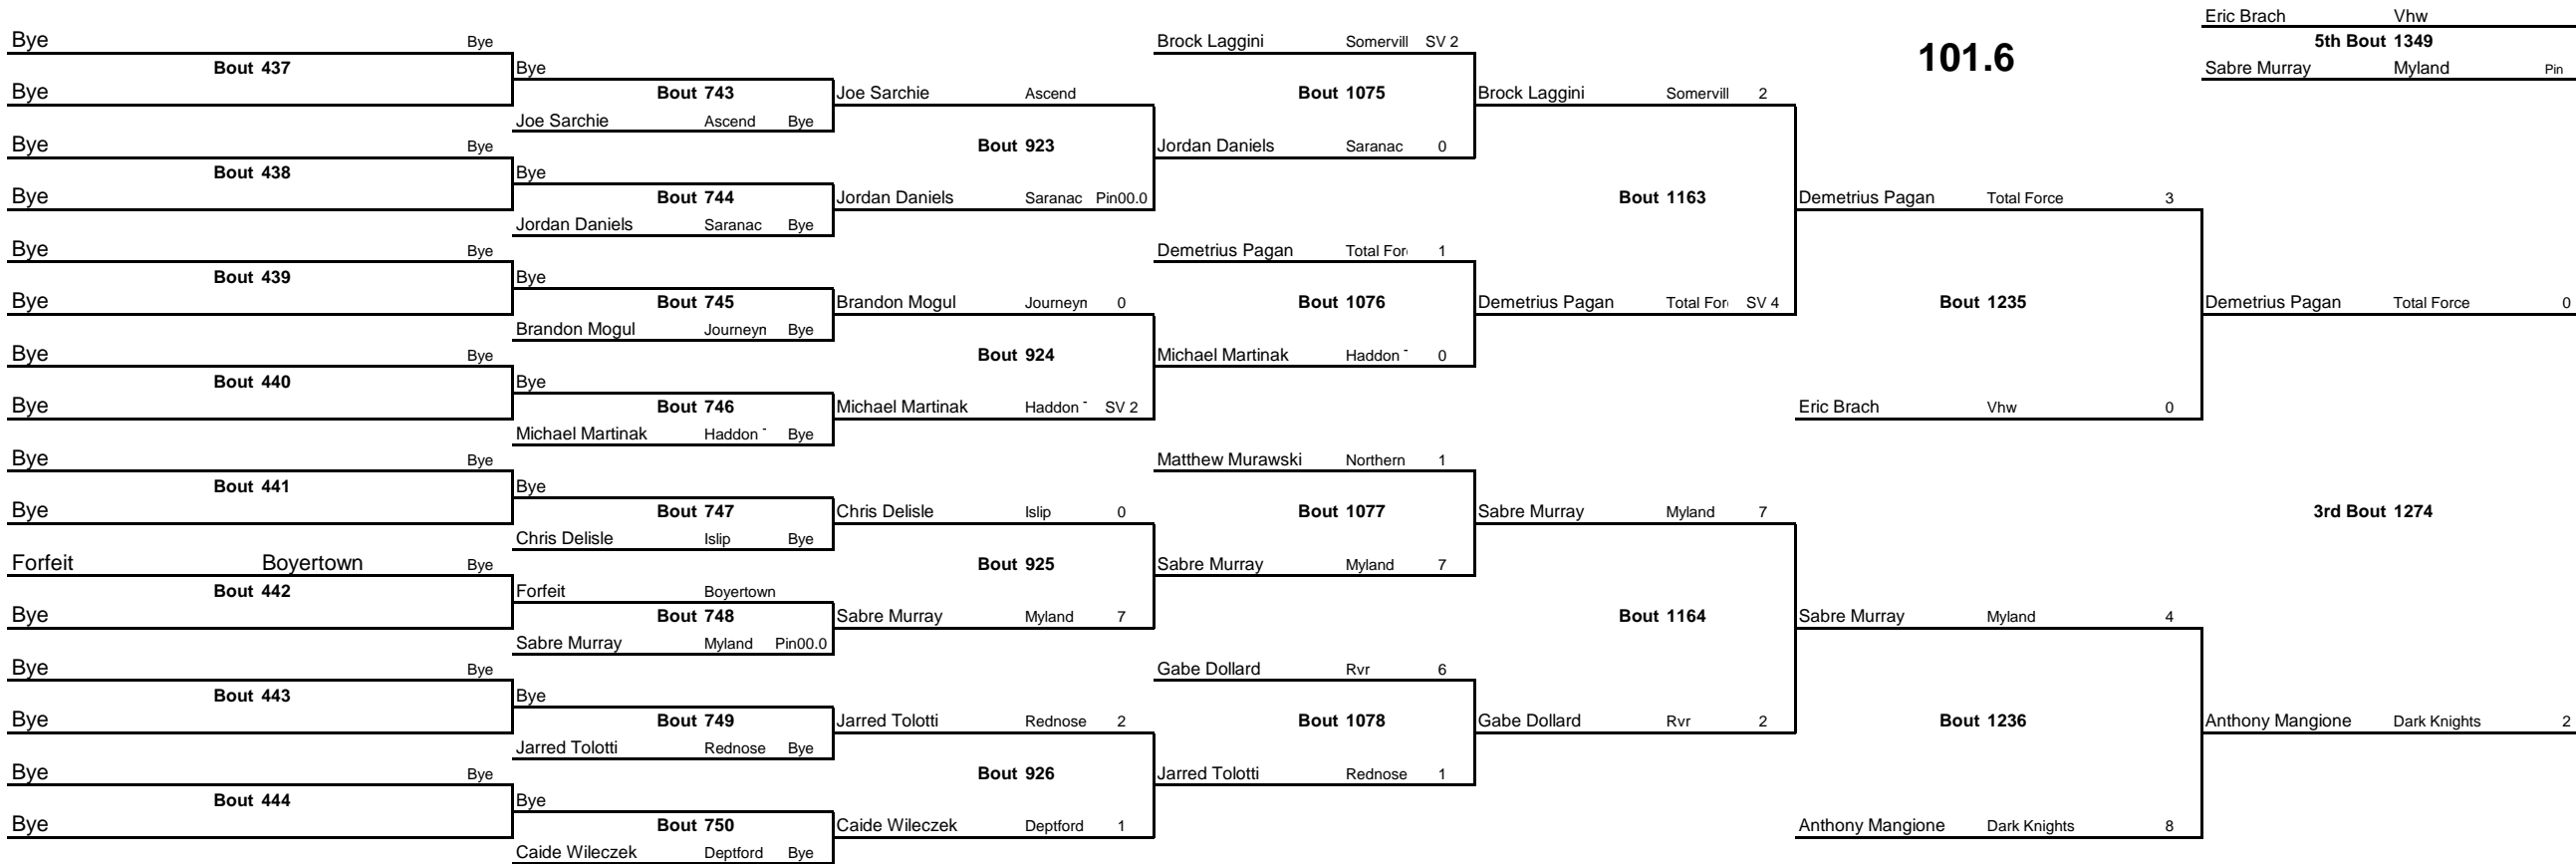 Eric Brach Vhw
Bye Bye Brock Laggini Somervill SV 2 101.6 5th Bout 1349
Bout 437 Bye Sabre Murray Myland Pin
Bye Bout 743 Joe Sarchie Ascend Bout 1075 Brock Laggini Somervill 2
Joe Sarchie Ascend Bye
Bye Bye Bout 923 Jordan Daniels Saranac 0
Bout 438 Bye
Bye Bout 744 Jordan Daniels Saranac Pin00.0 Bout 1163 Demetrius Pagan Total Force 3
Jordan Daniels Saranac Bye
Bye Bye Demetrius Pagan Total For 1
Bout 439 Bye
Bye Bout 745 Brandon Mogul Journeyn 0 Bout 1076 Demetrius Pagan Total For SV 4 Bout 1235 Demetrius Pagan Total Force 0
Brandon Mogul Journeyn Bye
Bye Bye Bout 924 Michael Martinak Haddon 0
Bout 440 Bye
Bye Bout 746 Michael Martinak Haddon SV 2 Eric Brach Vhw 0
Michael Martinak Haddon Bye
Bye Bye Matthew Murawski Northern 1
Bout 441 Bye
Bye Bout 747 Chris Delisle Islip 0 Bout 1077 Sabre Murray Myland 7 3rd Bout 1274
Chris Delisle Islip Bye
Forfeit Boyertown Bye Bout 925 Sabre Murray Myland 7
Bout 442 Forfeit Boyertown
Bye Bout 748 Sabre Murray Myland 7 Bout 1164 Sabre Murray Myland 4
Sabre Murray Myland Pin00.0
Bye Bye Gabe Dollard Rvr 6
Bout 443 Bye
Bye Bout 749 Jarred Tolotti Rednose 2 Bout 1078 Gabe Dollard Rvr 2 Bout 1236 Anthony Mangione Dark Knights 2
Jarred Tolotti Rednose Bye
Bye Bye Bout 926 Jarred Tolotti Rednose 1
Bout 444 Bye
Bye Bout 750 Caide Wileczek Deptford 1 Anthony Mangione Dark Knights 8
Caide Wileczek Deptford Bye